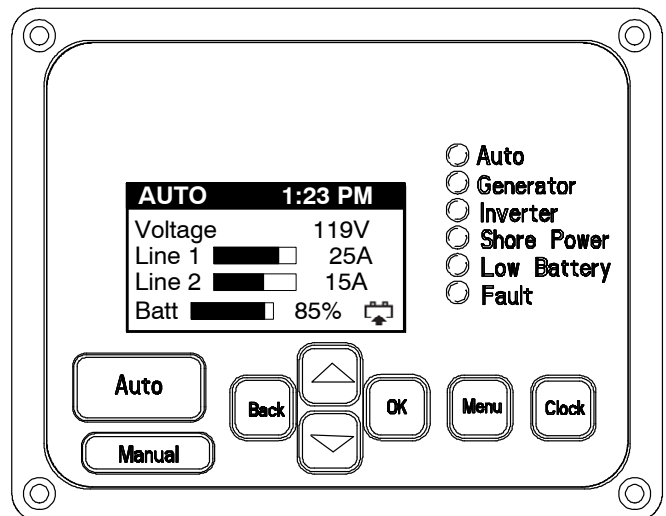 AUTO 1:23 PM
Voltage 119V
Line 1 25A
Line 2 15A
Batt 85%
Auto
Generator
Inverter
Shore Power
Low Battery
Fault
Auto
Manual
Back
OK
Menu
Clock